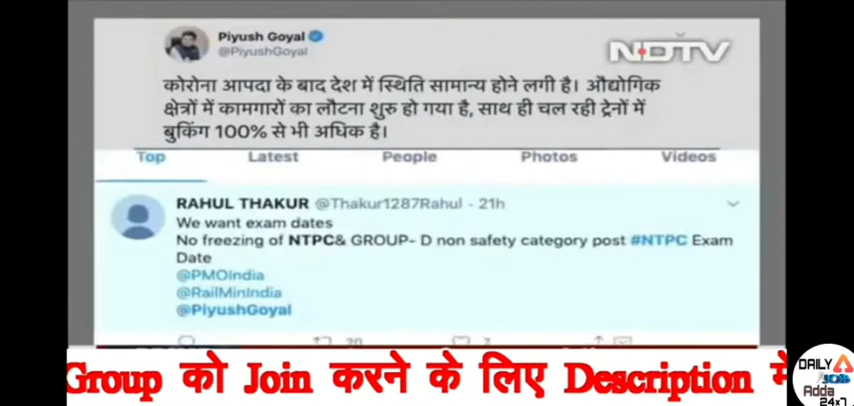 Piyush Goyal
@PiyushGoyal
NDTV
कोरोना आपदा के बाद देश में स्थिति सामान्य होने लगी है। औद्योगिक
क्षेत्रों में कामगारों का लौटना शुरु हो गया है, साथ ही चल रही ट्रेनों में
बुकिंग 100% से भी अधिक है।
Top Latest People Photos Videos
RAHUL THAKUR @Thakur1287Rahul - 21h
We want exam dates
No freezing of NTPC& GROUP- D non safety category post #NTPC Exam
Date
@PMOIndia
@RailMinIndia
@PiyushGoyal
Group को Join करने के लिए Description में
DAILY
JOB
Adda
24x7